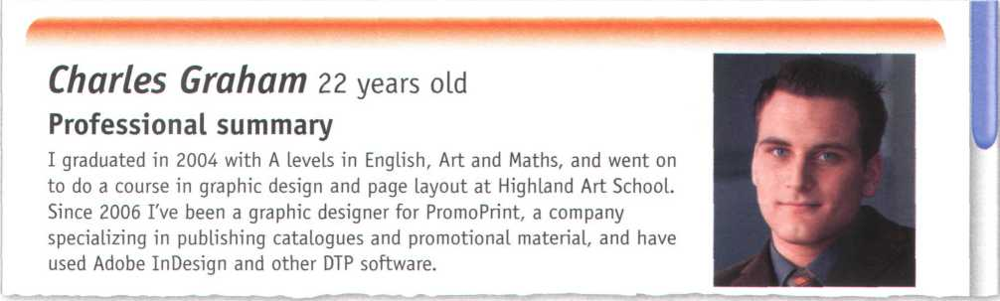 Charles Graham 22 years old
Professional summary
I graduated in 2004 with A levels in English, Art and Maths, and went on
to do a course in graphic design and page layout at Highland Art School.
Since 2006 I've been a graphic designer for PromoPrint, a company
specializing in publishing catalogues and promotional material, and have
used Adobe InDesign and other DTP software.